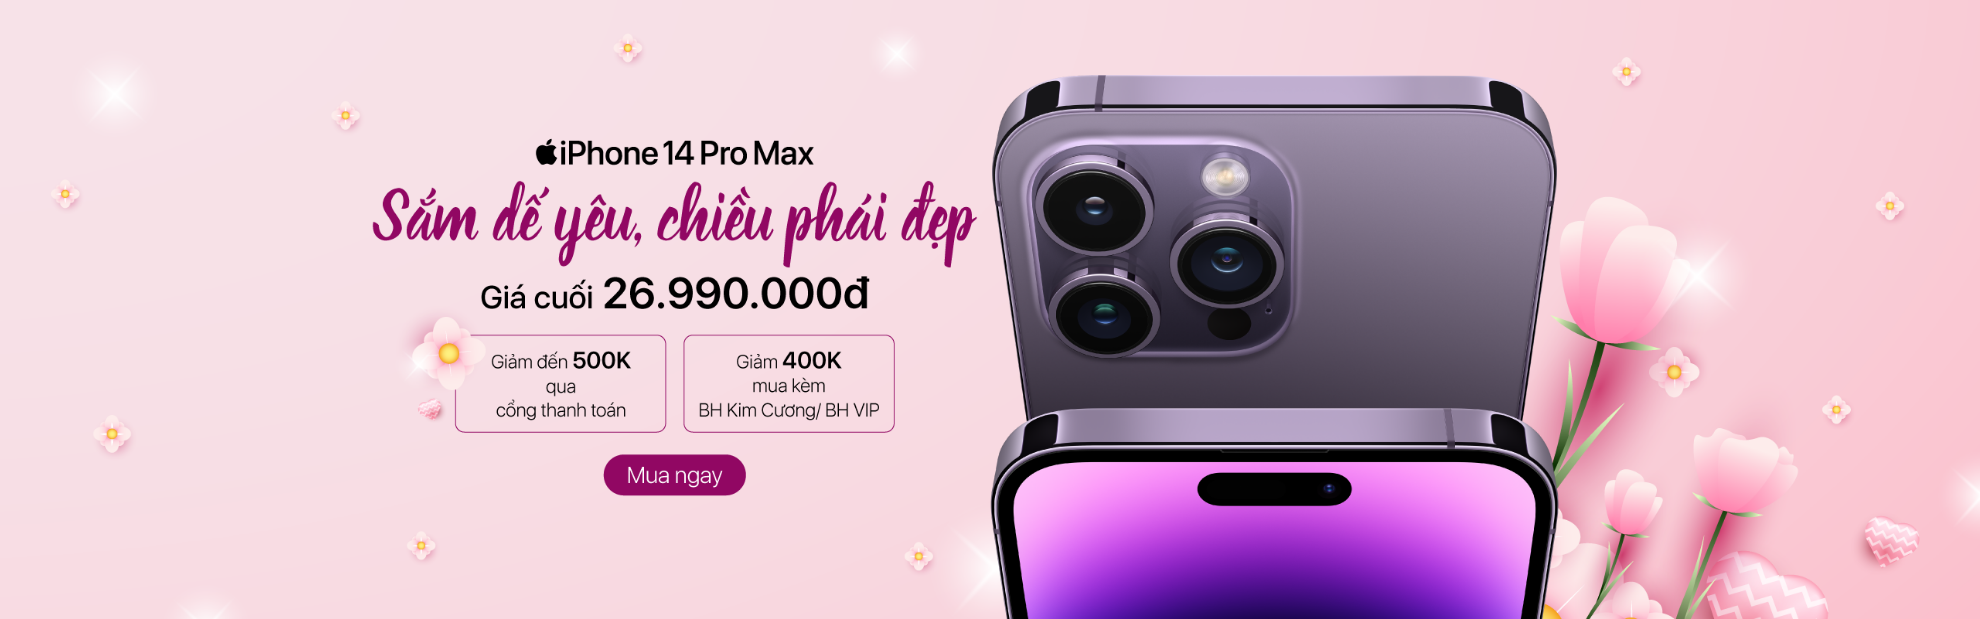 iPhone 14 Pro Max
Sắm dế yêu, chiều phái đẹp
Giá cuối 26.990.000đ
Giảm đến 500K
qua
cổng thanh toán
Giảm 400K
mua kèm
BH Kim Cương/ BH VIP
Mua ngay